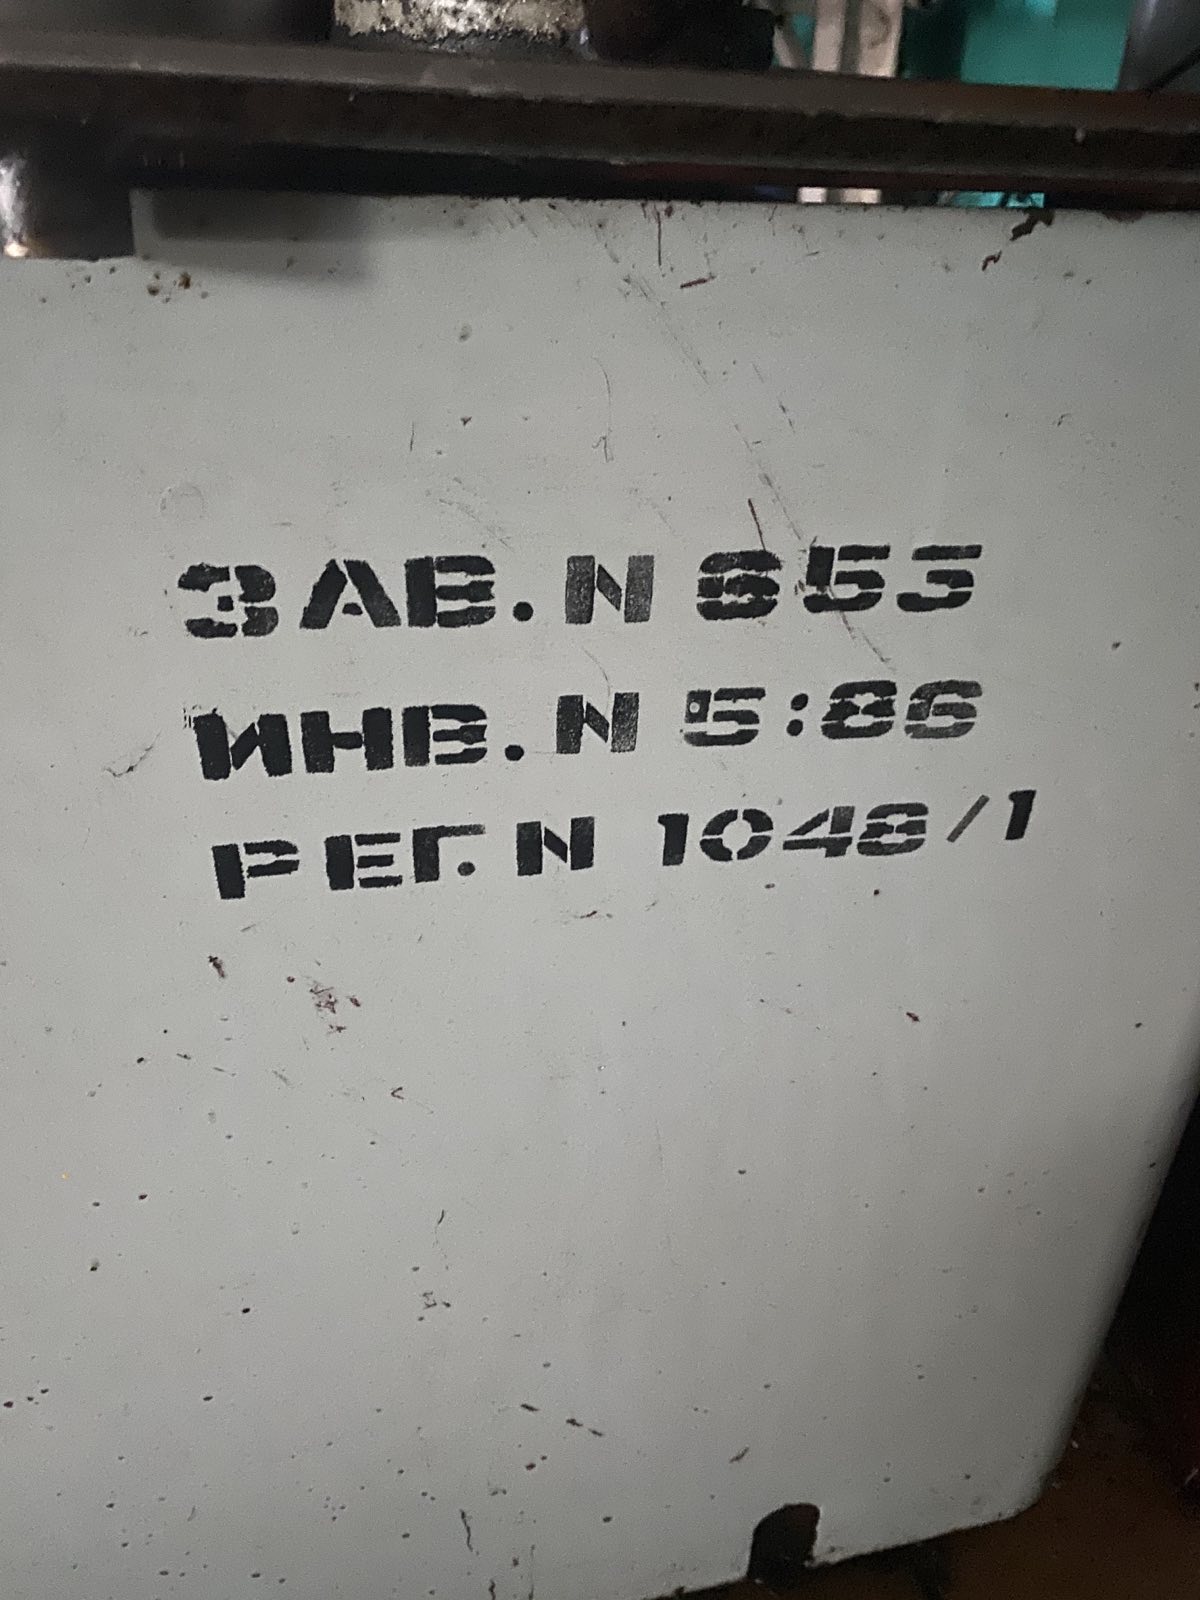 ЗАВ. N 653
ИНВ. N 5:86
РЕГ. N 1048/1